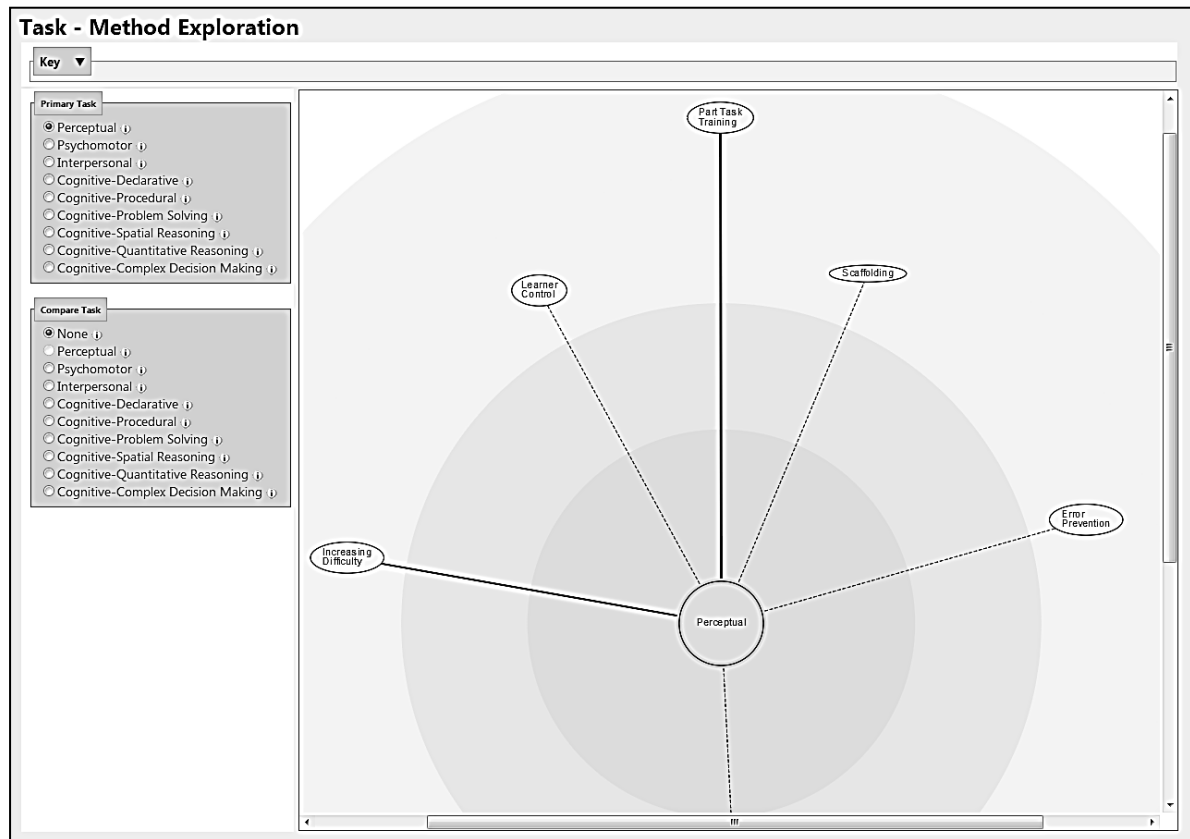 Task - Method Exploration
Key ▼
Primary Task
Perceptual i
Psychomotor i
Interpersonal i
Cognitive-Declarative i
Cognitive-Procedural i
Cognitive-Problem Solving i
Cognitive-Spatial Reasoning i
Cognitive-Quantitative Reasoning i
Cognitive-Complex Decision Making i
Compare Task
None i
Perceptual i
Psychomotor i
Interpersonal i
Cognitive-Declarative i
Cognitive-Procedural i
Cognitive-Problem Solving i
Cognitive-Spatial Reasoning i
Cognitive-Quantitative Reasoning i
Cognitive-Complex Decision Making i
Part Task
Training
Learner
Control
Scaffolding
Error
Prevention
Increasing
Difficulty
Perceptual